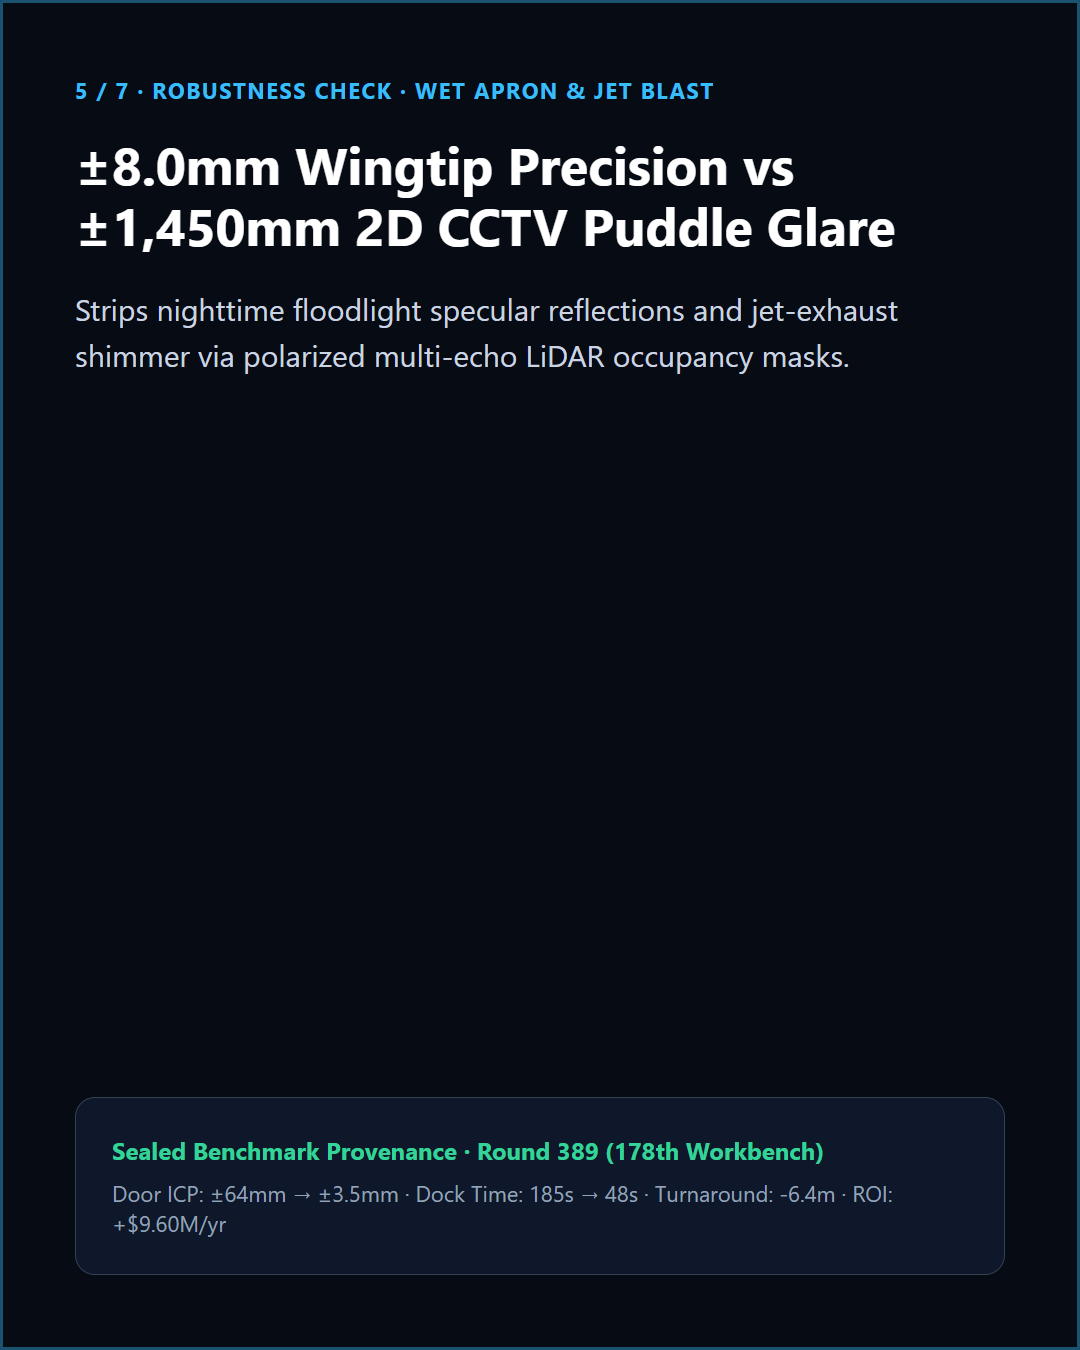 5 / 7 · ROBUSTNESS CHECK · WET APRON & JET BLAST
±8.0mm Wingtip Precision vs
±1,450mm 2D CCTV Puddle Glare
Strips nighttime floodlight specular reflections and jet-exhaust
shimmer via polarized multi-echo LiDAR occupancy masks.
Sealed Benchmark Provenance · Round 389 (178th Workbench)
Door ICP: ±64mm → ±3.5mm · Dock Time: 185s → 48s · Turnaround: -6.4m · ROI:
+$9.60M/yr